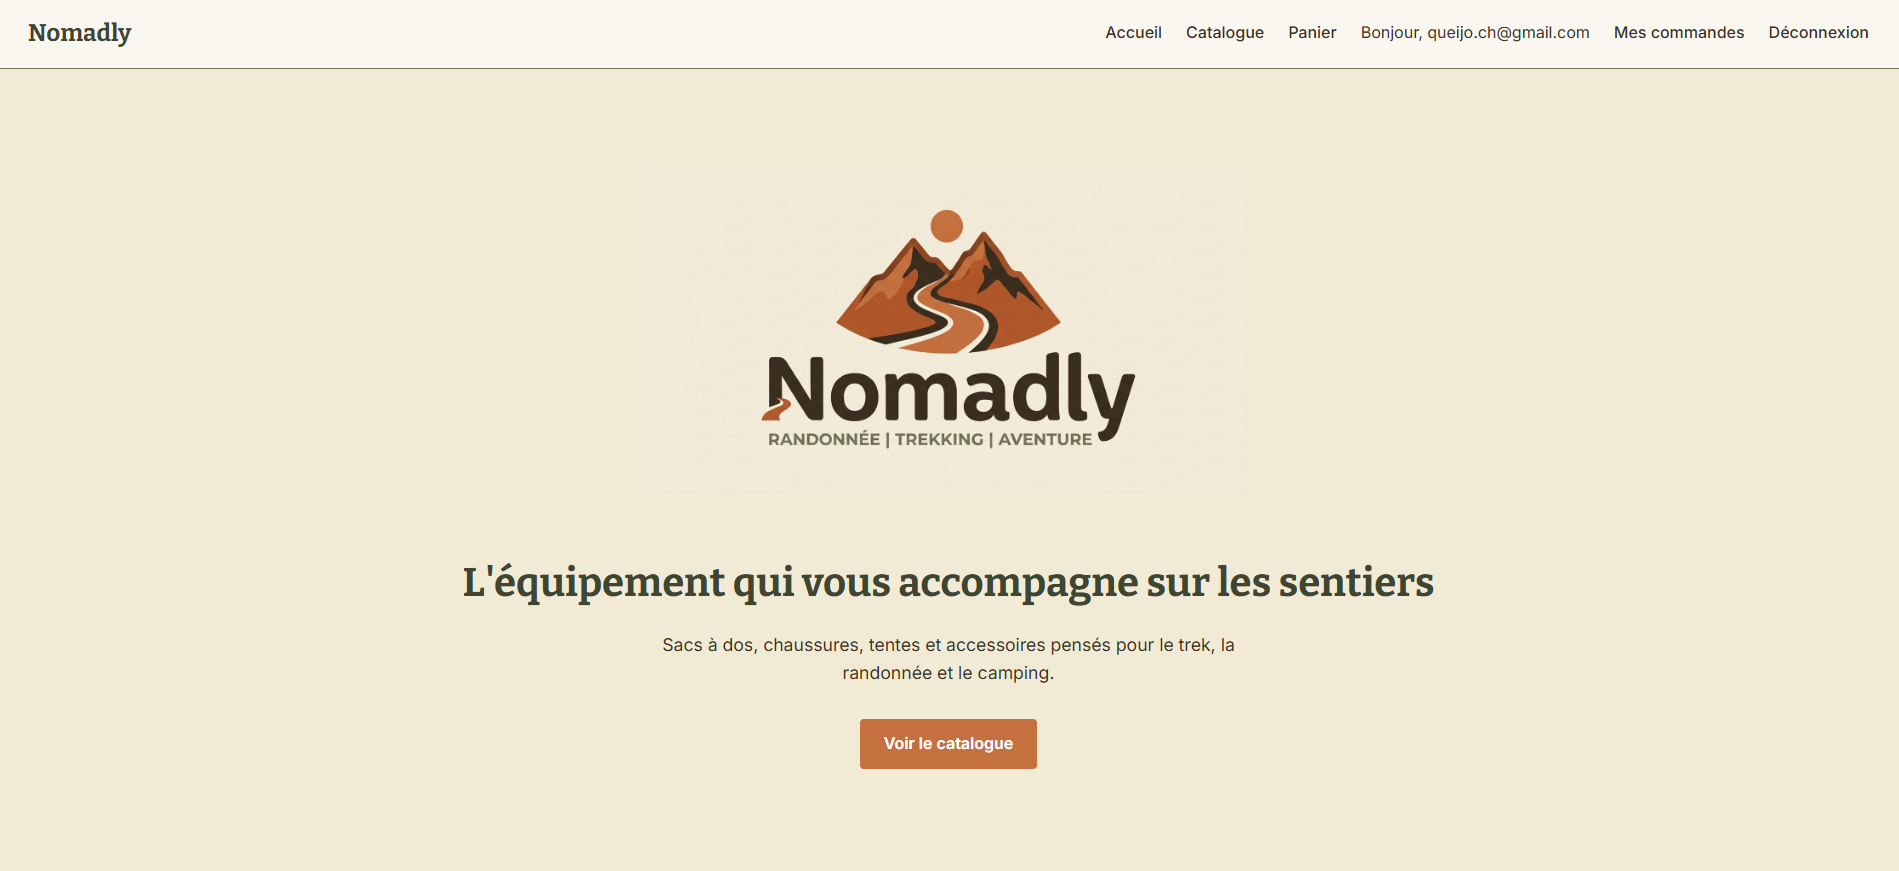 Nomadly
Accueil Catalogue Panier Bonjour, queijo.ch@gmail.com Mes commandes Déconnexion
Nomadly
RANDONNÉE | TREKKING | AVENTURE
L'équipement qui vous accompagne sur les sentiers
Sacs à dos, chaussures, tentes et accessoires pensés pour le trek, la
randonnée et le camping.
Voir le catalogue